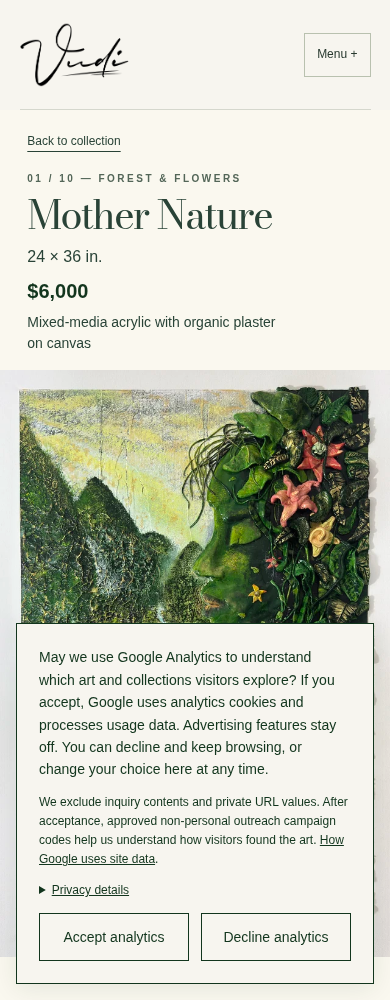 Vudi
Menu +
Back to collection
01 / 10 — FOREST & FLOWERS
Mother Nature
24 × 36 in.
$6,000
Mixed-media acrylic with organic plaster
on canvas
May we use Google Analytics to understand
which art and collections visitors explore? If you
accept, Google uses analytics cookies and
processes usage data. Advertising features stay
off. You can decline and keep browsing, or
change your choice here at any time.
We exclude inquiry contents and private URL values. After
acceptance, approved non-personal outreach campaign
codes help us understand how visitors found the art. How
Google uses site data.
Privacy details
Accept analytics
Decline analytics